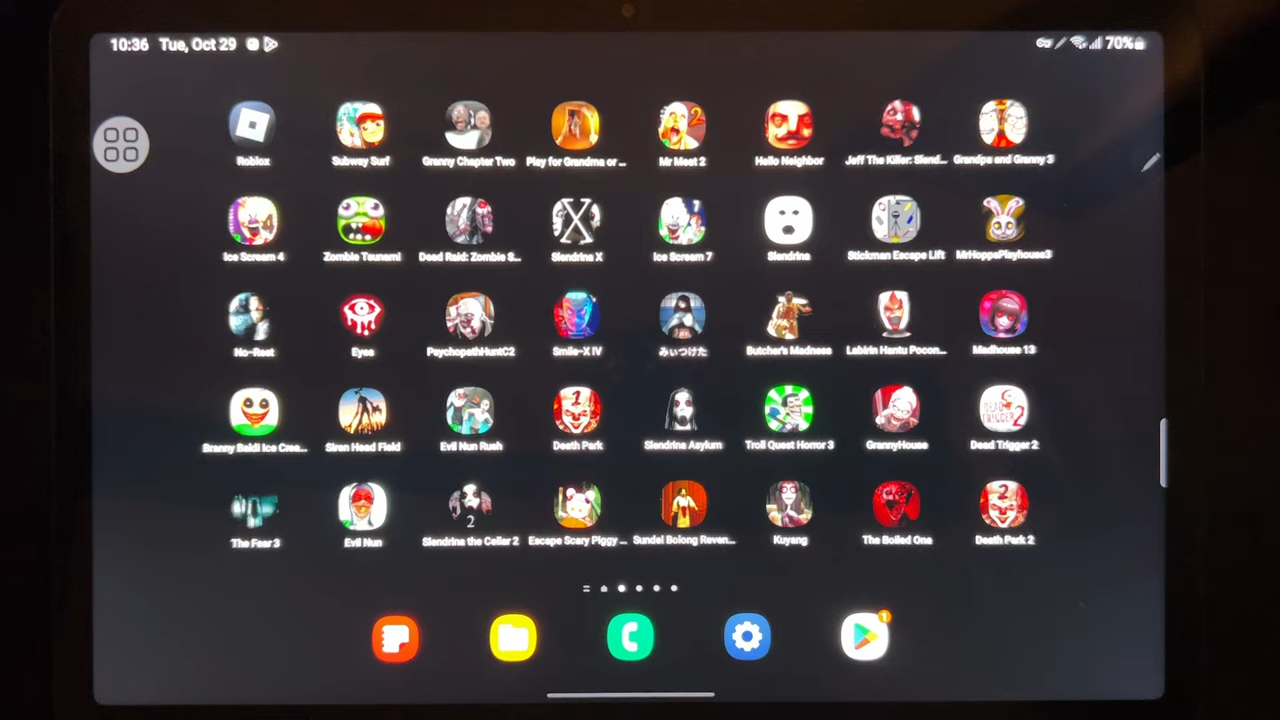 10:36 Tue, Oct 29 70%
Roblox Subway Surf Granny Chapter Two Play for Grandma or ... Mr Meat 2 Hello Neighbor Jeff The Killer: Slend... Grandpa and Granny 3
Ice Scream 4 Zombie Tsunami Dead Raid: Zombie S... Slendrina X Ice Scream 7 Slendrina Stickman Escape Lift MrHoppsPlayhouse3
No-Rest Eyes PsychopathHuntC2 Smile-X IV みぃつけた Butcher's Madness Labirin Hantu Pocon... Madhouse 13
Branny Baldi Ice Crea... Siren Head Field Evil Nun Rush Death Park Slendrina Asylum Troll Quest Horror 3 GrannyHouse Dead Trigger 2
The Fear 3 Evil Nun Slendrina the Cellar 2 Escape Scary Piggy ... Sundel Bolong Reven... Kuyang The Boiled One Death Park 2